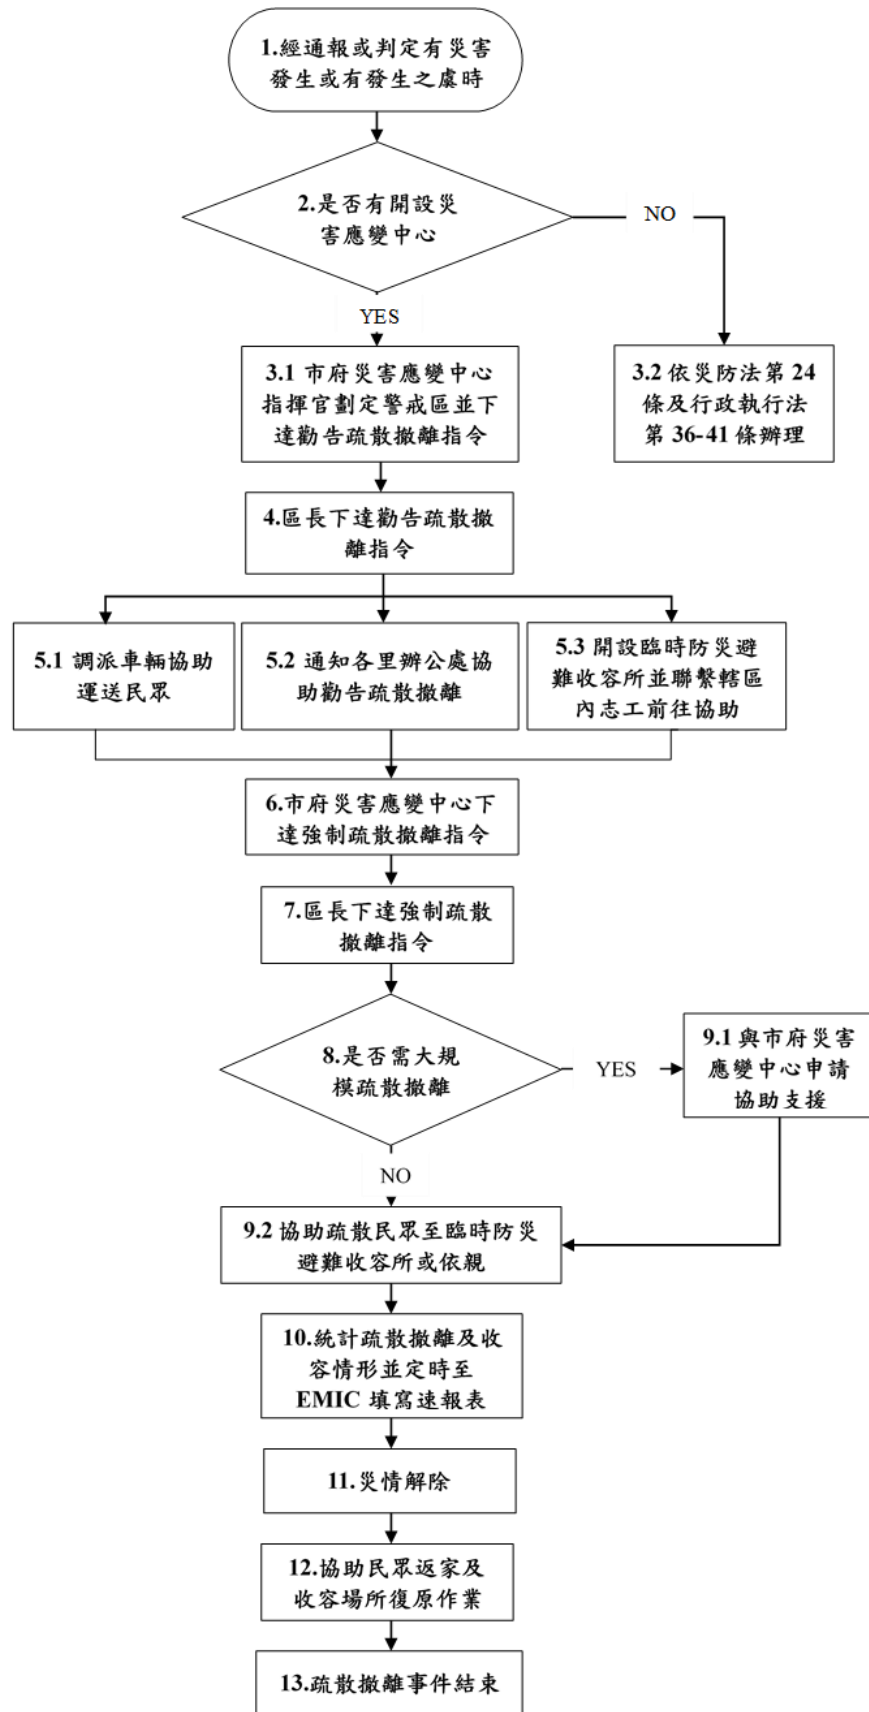 1.經通報或判定有災害
發生或有發生之虞時
2.是否有開設災
害應變中心
NO
YES
3.1 市府災害應變中心
指揮官劃定警戒區並下
達勸告疏散撤離指令
3.2 依災防法第 24
條及行政執行法
第 36-41 條辦理
4.區長下達勸告疏散撤
離指令
5.1 調派車輛協助
運送民眾
5.2 通知各里辦公處協
助勸告疏散撤離
5.3 開設臨時防災避
難收容所並聯繫轄區
內志工前往協助
6.市府災害應變中心下
達強制疏散撤離指令
7.區長下達強制疏散
撤離指令
8.是否需大規
模疏散撤離
YES
9.1 與市府災害
應變中心申請
協助支援
NO
9.2 協助疏散民眾至臨時防災
避難收容所或依親
10.統計疏散撤離及收
容情形並定時至
EMIC 填寫速報表
11.災情解除
12.協助民眾返家及
收容場所復原作業
13.疏散撤離事件結束